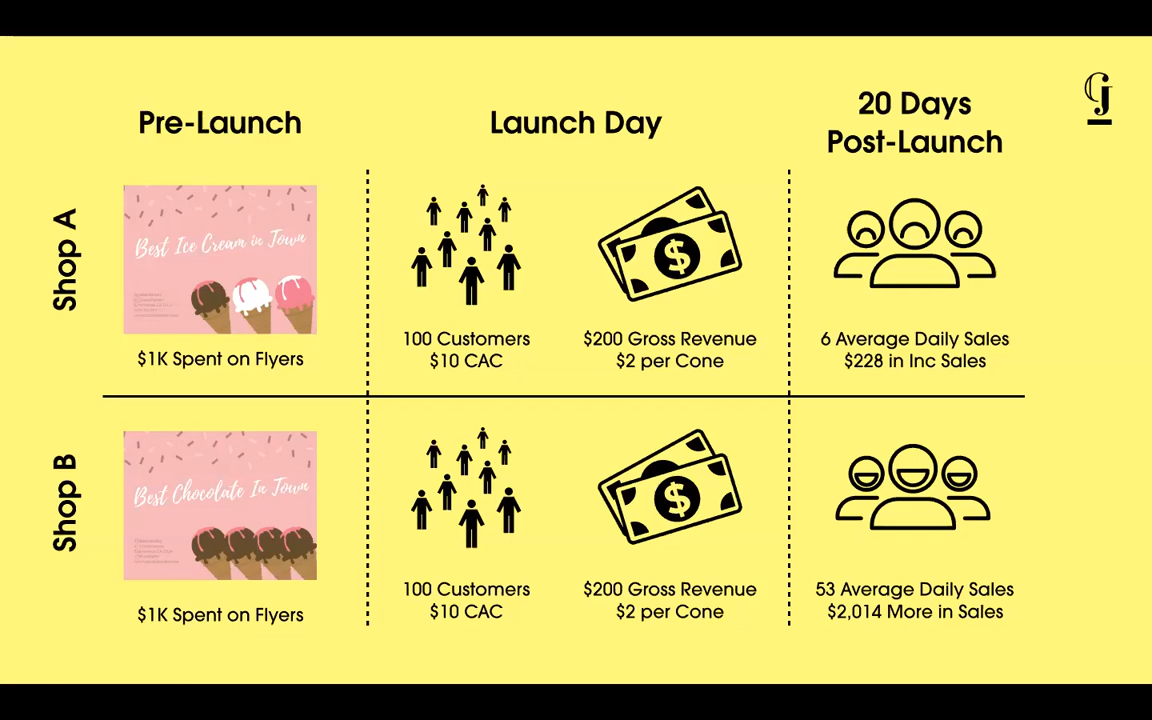 Pre-Launch
Launch Day
20 Days
Post-Launch
Shop A
Best Ice Cream in Town
$1K Spent on Flyers
100 Customers
$10 CAC
$200 Gross Revenue
$2 per Cone
6 Average Daily Sales
$228 in Inc Sales
Shop B
Best Chocolate In Town
$1K Spent on Flyers
100 Customers
$10 CAC
$200 Gross Revenue
$2 per Cone
53 Average Daily Sales
$2,014 More in Sales